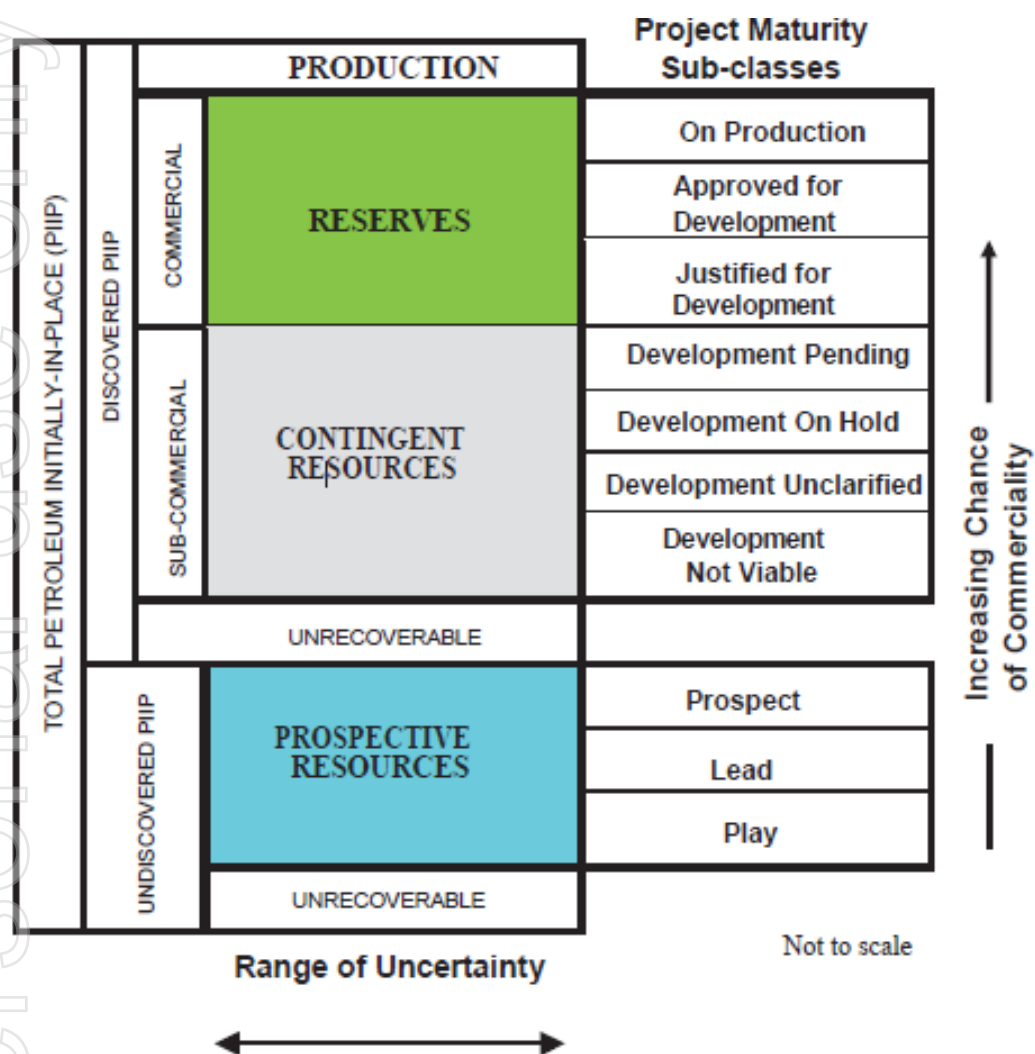 Project Maturity
Sub-classes
PRODUCTION
On Production
COMMERCIAL
RESERVES
Approved for
Development
Justified for
Development
TOTAL PETROLEUM INITIALLY-IN-PLACE (PIIP)
DISCOVERED PIIP
Development Pending
SUB-COMMERCIAL
CONTINGENT
RESOURCES
Development On Hold
Development Unclarified
Development
Not Viable
Increasing Chance
of Commerciality
UNRECOVERABLE
UNDISCOVERED PIIP
PROSPECTIVE
RESOURCES
Prospect
Lead
Play
UNRECOVERABLE
Not to scale
Range of Uncertainty